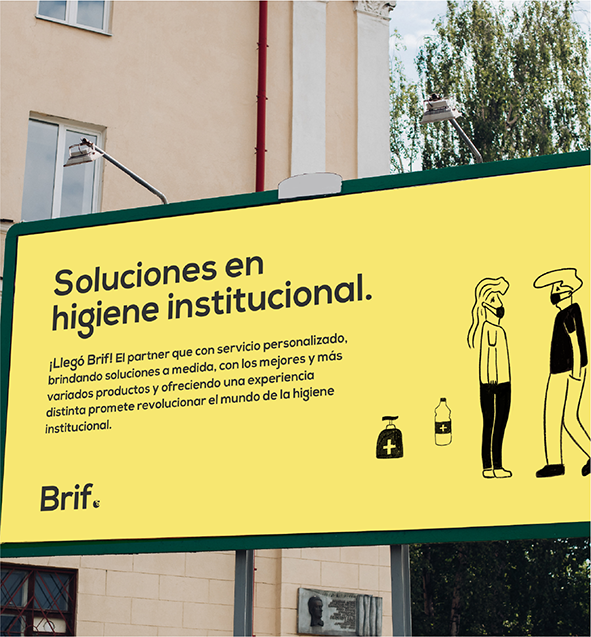 Soluciones en
higiene institucional.
¡Llegó Brif! El partner que con servicio personalizado,
brindando soluciones a medida, con los mejores y más
variados productos y ofreciendo una experiencia
distinta promete revolucionar el mundo de la higiene
institucional.
Brif.